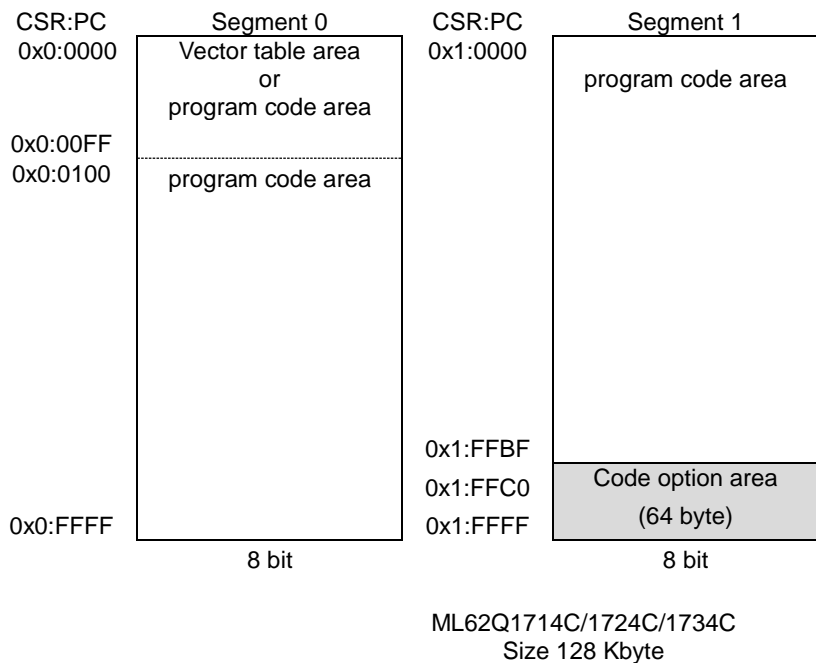 CSR:PC Segment 0 CSR:PC Segment 1
0x0:0000 Vector table area 0x1:0000
or
program code area
program code area
0x0:00FF
0x0:0100
program code area
0x1:FFBF
0x1:FFC0 Code option area
0x0:FFFF 0x1:FFFF (64 byte)
8 bit 8 bit
ML62Q1714C/1724C/1734C
Size 128 Kbyte